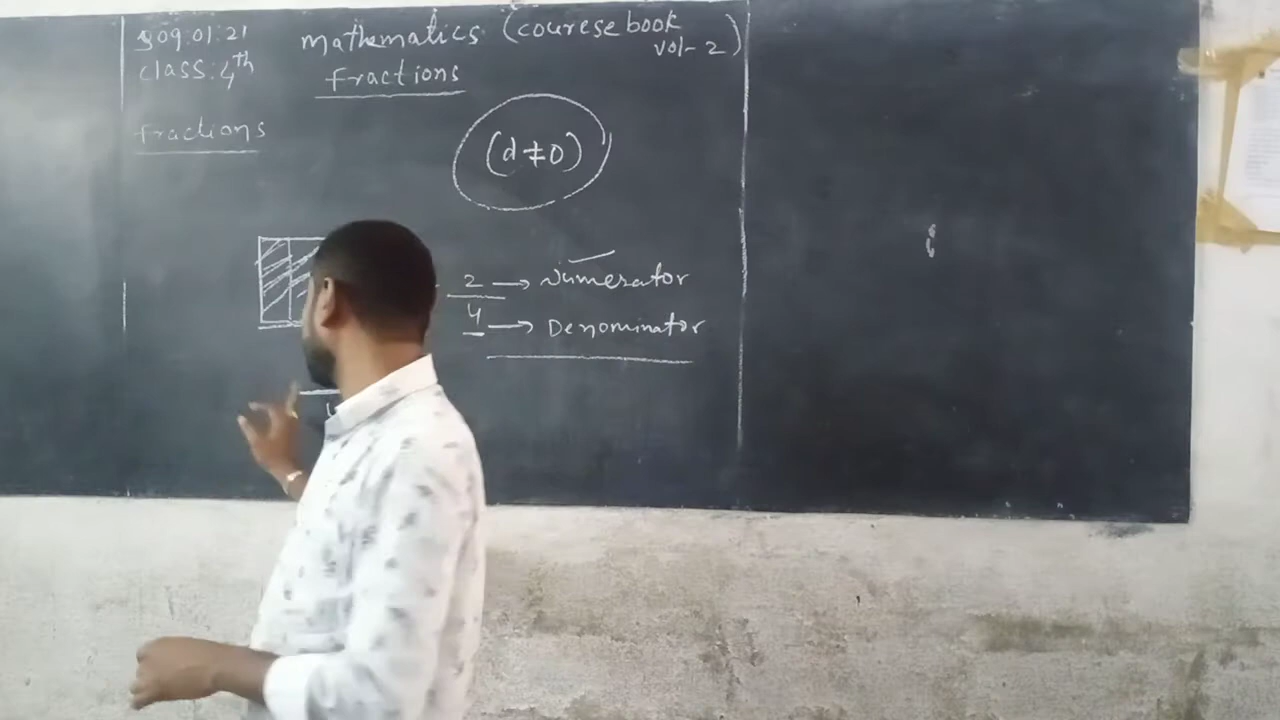 09:01:21
class: 4th
mathematics (courese book
vol-2)
fractions
fractions
(d≠0)
2 → Numerator
4 → Denominator